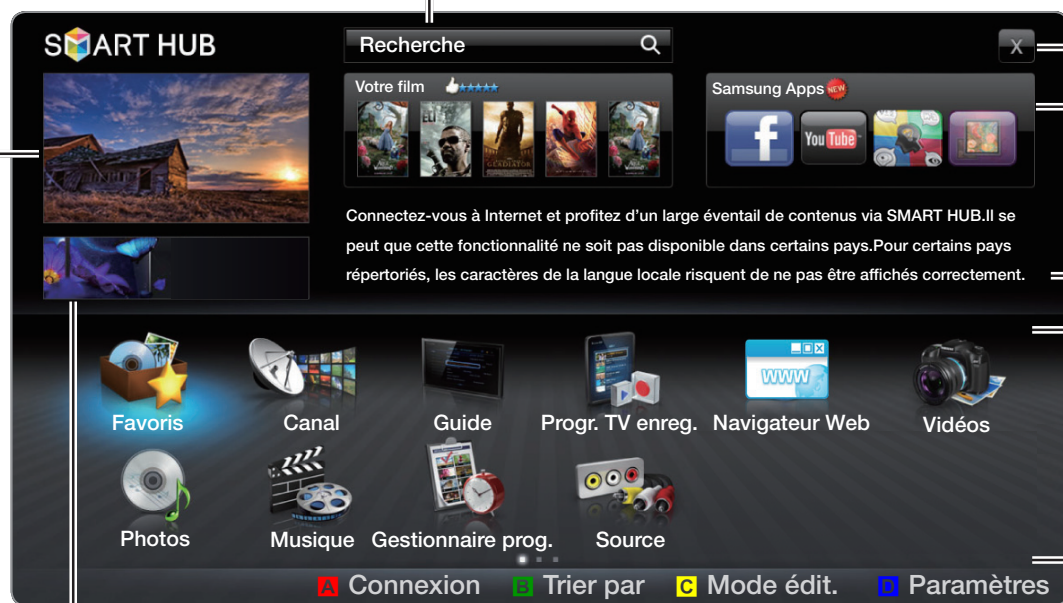 SMART HUB
Recherche
X
Votre film
Samsung Apps NEW
ELI
GLADIATOR
f
You Tube
Connectez-vous à Internet et profitez d'un large éventail de contenus via SMART HUB.Il se
peut que cette fonctionnalité ne soit pas disponible dans certains pays.Pour certains pays
répertoriés, les caractères de la langue locale risquent de ne pas être affichés correctement.
www
Favoris
Canal
Guide
Progr. TV enreg.
Navigateur Web
Vidéos
Photos
Musique
Gestionnaire prog.
Source
A Connexion
B Trier par
C Mode édit.
D Paramètres